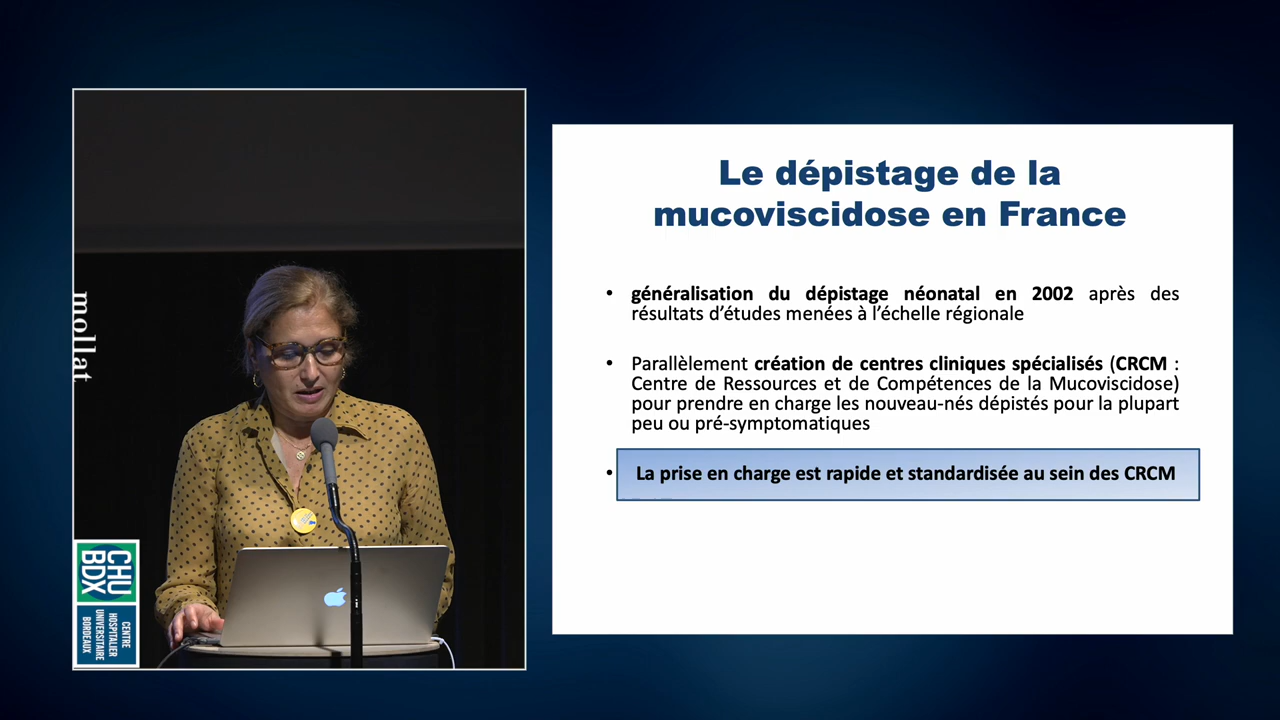 mollat
CHU
BDX
CENTRE
HOSPITALIER
UNIVERSITAIRE
BORDEAUX
Le dépistage de la
mucoviscidose en France
• généralisation du dépistage néonatal en 2002 après des
résultats d’études menées à l’échelle régionale
• Parallèlement création de centres cliniques spécialisés (CRCM :
Centre de Ressources et de Compétences de la Mucoviscidose)
pour prendre en charge les nouveau-nés dépistés pour la plupart
peu ou pré-symptomatiques
• La prise en charge est rapide et standardisée au sein des CRCM